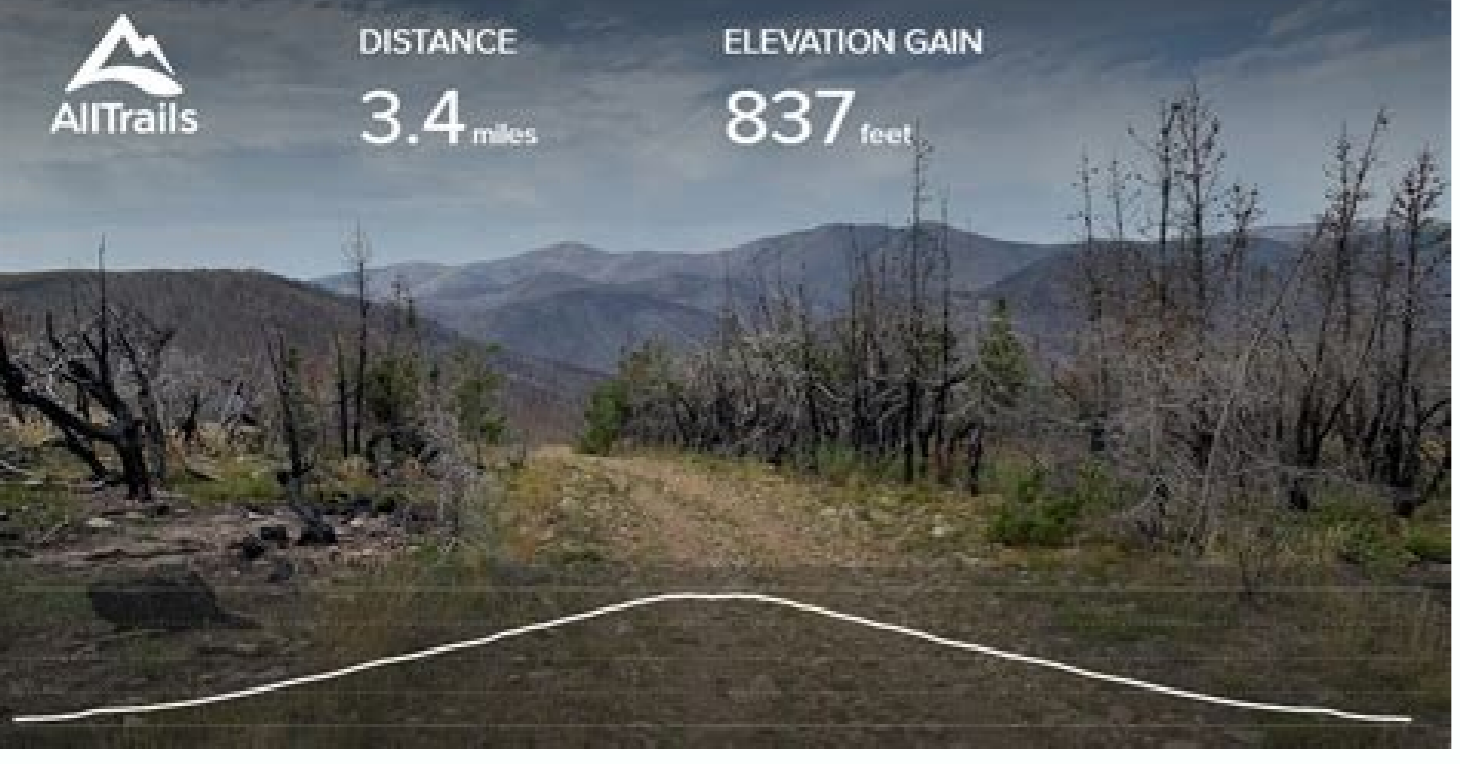 AllTrails
DISTANCE
3.4 miles
ELEVATION GAIN
837 feet